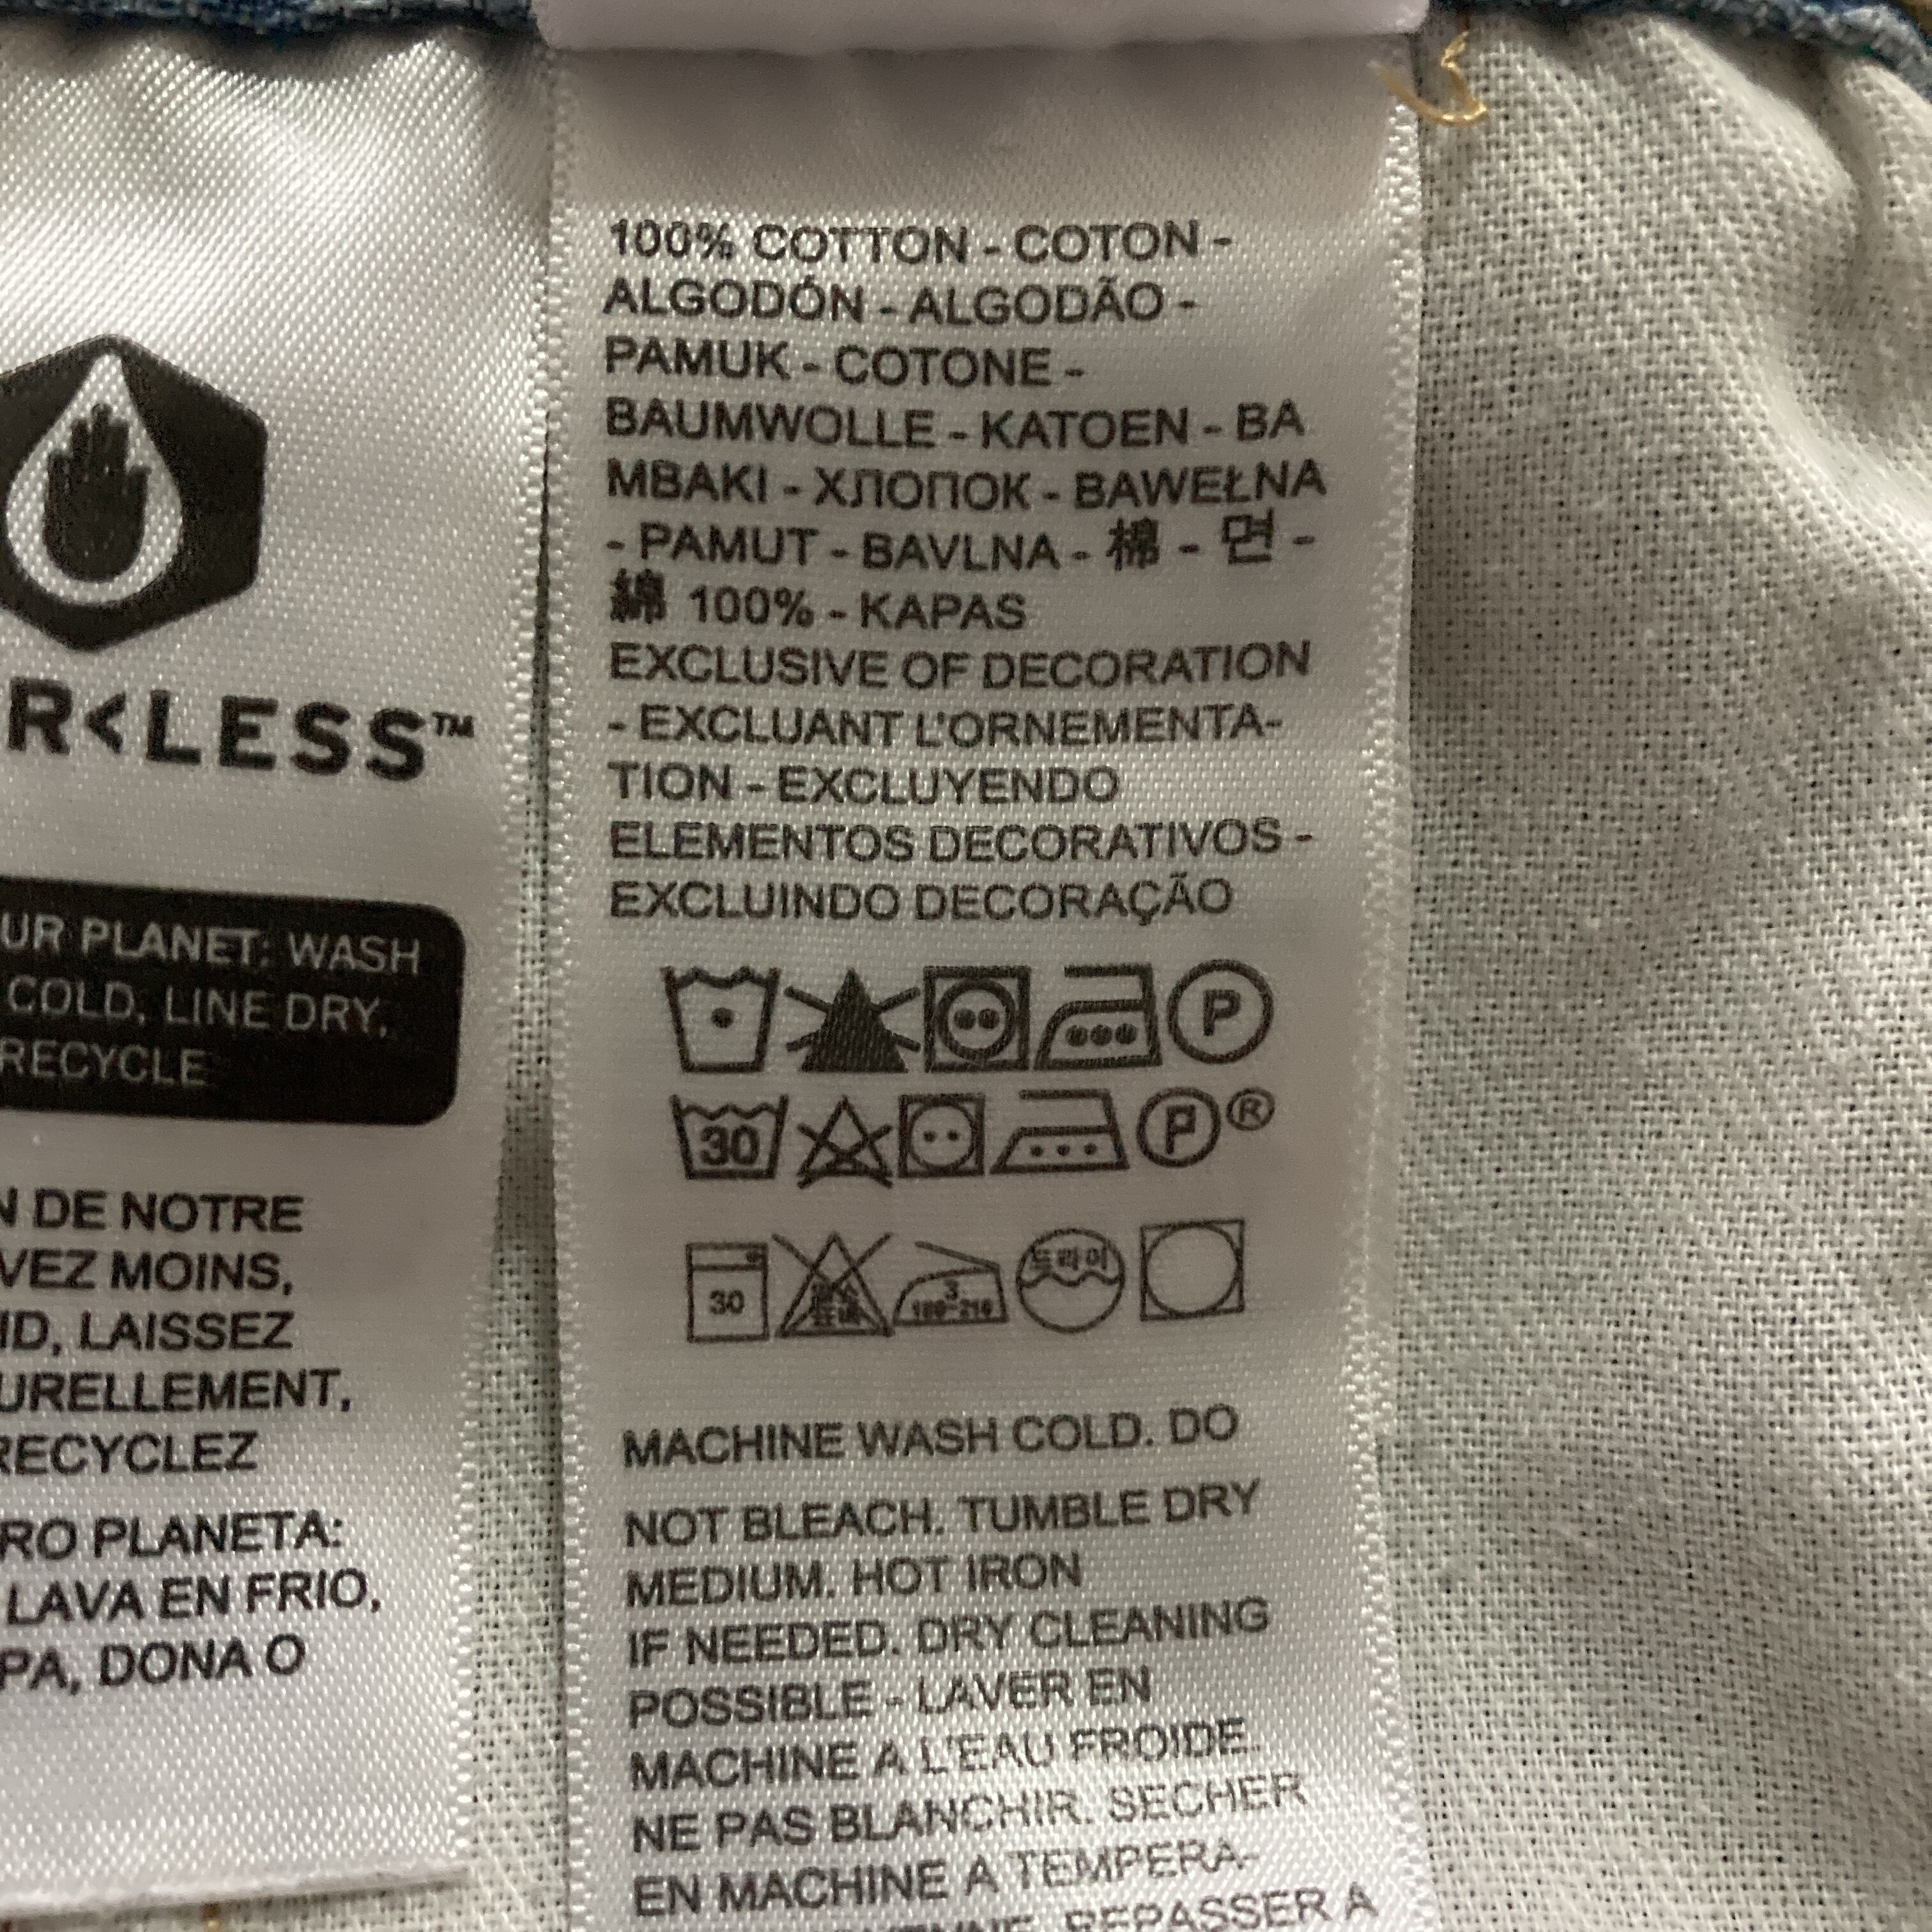 R<LESS™
UR PLANET: WASH
COLD, LINE DRY,
RECYCLE
N DE NOTRE
VEZ MOINS,
ID, LAISSEZ
URELLEMENT,
RECYCLEZ
RO PLANETA:
LAVA EN FRIO,
PA, DONA O
100% COTTON - COTON -
ALGODÓN - ALGODÃO -
PAMUK - COTONE -
BAUMWOLLE - KATOEN - BA
MBAKI - ХЛОПОК - BAWEŁNA
- PAMUT - BAVLNA - 棉 - 면 -
綿 100% - KAPAS
EXCLUSIVE OF DECORATION
- EXCLUANT L'ORNEMENTA-
TION - EXCLUYENDO
ELEMENTOS DECORATIVOS -
EXCLUINDO DECORAÇÃO
P
30 P®
30 3 180-210 드라이
MACHINE WASH COLD. DO
NOT BLEACH. TUMBLE DRY
MEDIUM. HOT IRON
IF NEEDED. DRY CLEANING
POSSIBLE - LAVER EN
MACHINE A L'EAU FROIDE.
NE PAS BLANCHIR. SECHER
EN MACHINE A TEMPERA-
REPASSER A